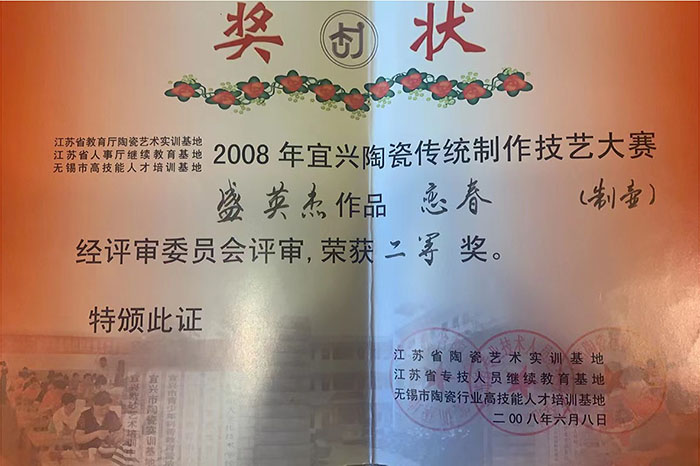 奖 状
江苏省教育厅陶瓷艺术实训基地
江苏省人事厅继续教育基地
无锡市高技能人才培训基地
2008年宜兴陶瓷传统制作技艺大赛
盛英杰作品 恋春 (制壶)
经评审委员会评审,荣获二等奖。
特颁此证
江苏省陶瓷艺术实训基地
江苏省专技人员继续教育基地
无锡市陶瓷行业高技能人才培训基地
二00八年六月八日